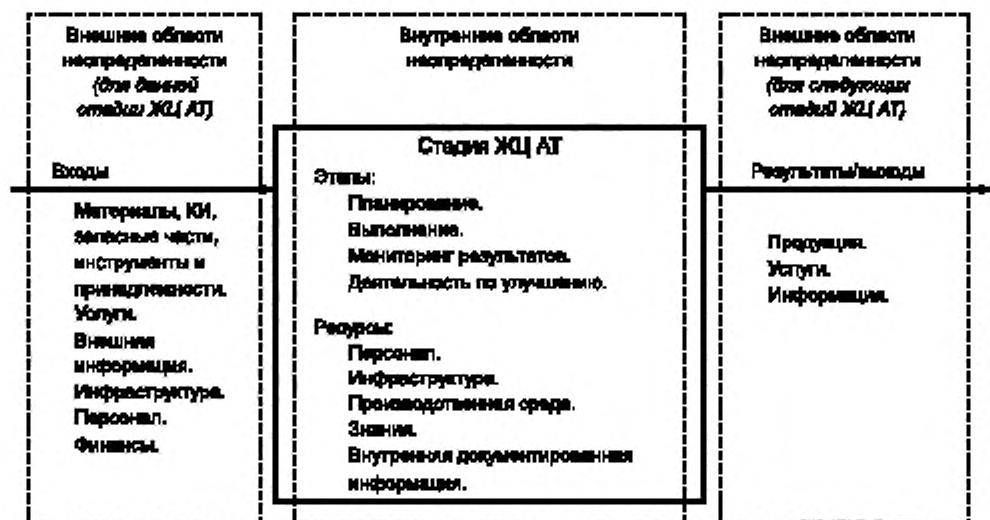 Внешние области
неопределенности
(для данной
стадии ЖЦ АТ)
Входы
Материалы, КИ,
запасные части,
инструменты и
принадлежности.
Услуги.
Внешняя
информация.
Инфраструктура.
Персонал.
Финансы.
Внутренние области
неопределенности
Стадия ЖЦ АТ
Этапы:
Планирование.
Выполнение.
Мониторинг результатов.
Деятельность по улучшению.
Ресурсы:
Персонал.
Инфраструктура.
Производственная среда.
Знания.
Внутренняя документированная
информация.
Внешние области
неопределенности
(для следующих
стадий ЖЦ АТ)
Результаты/выходы
Продукция.
Услуги.
Информация.